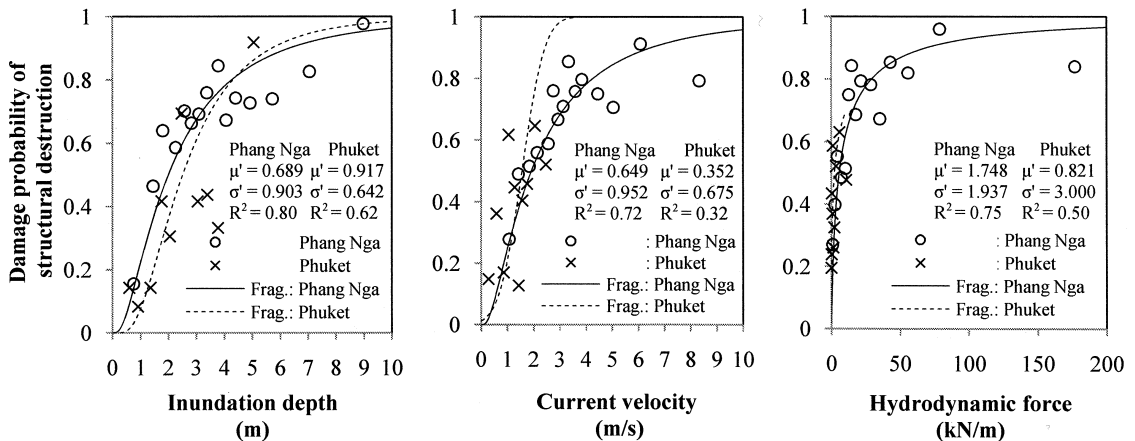 Damage probability of
structural destruction
1
0.8
0.6
0.4
0.2
0
Phang Nga Phuket
μ' = 0.689 μ' = 0.917
σ' = 0.903 σ' = 0.642
R² = 0.80 R² = 0.62
Phang Nga
Phuket
Frag.: Phang Nga
Frag.: Phuket
0 1 2 3 4 5 6 7 8 9 10
Inundation depth
(m)
1
0.8
0.6
0.4
0.2
0
Phang Nga Phuket
μ' = 0.649 μ' = 0.352
σ' = 0.952 σ' = 0.675
R² = 0.72 R² = 0.32
: Phang Nga
: Phuket
Frag.: Phang Nga
Frag.: Phuket
0 1 2 3 4 5 6 7 8 9 10
Current velocity
(m/s)
1
0.8
0.6
0.4
0.2
0
Phang Nga Phuket
μ' = 1.748 μ' = 0.821
σ' = 1.937 σ' = 3.000
R² = 0.75 R² = 0.50
: Phang Nga
: Phuket
Frag.: Phang Nga
Frag.: Phuket
0 50 100 150 200
Hydrodynamic force
(kN/m)